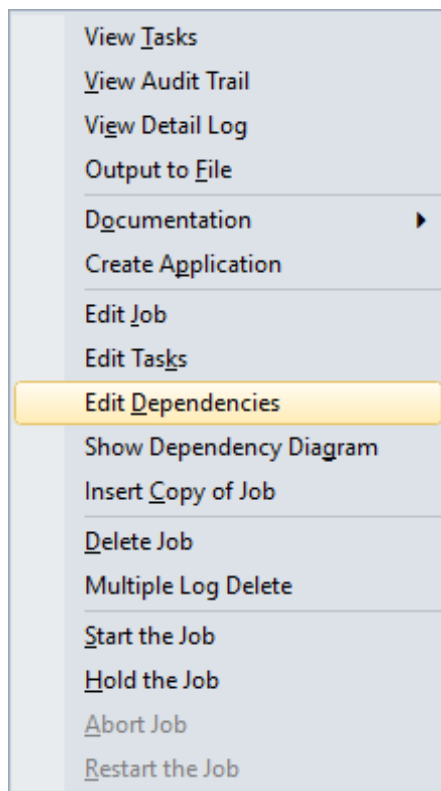 View Tasks
View Audit Trail
View Detail Log
Output to File
Documentation
Create Application
Edit Job
Edit Tasks
Edit Dependencies
Show Dependency Diagram
Insert Copy of Job
Delete Job
Multiple Log Delete
Start the Job
Hold the Job
Abort Job
Restart the Job